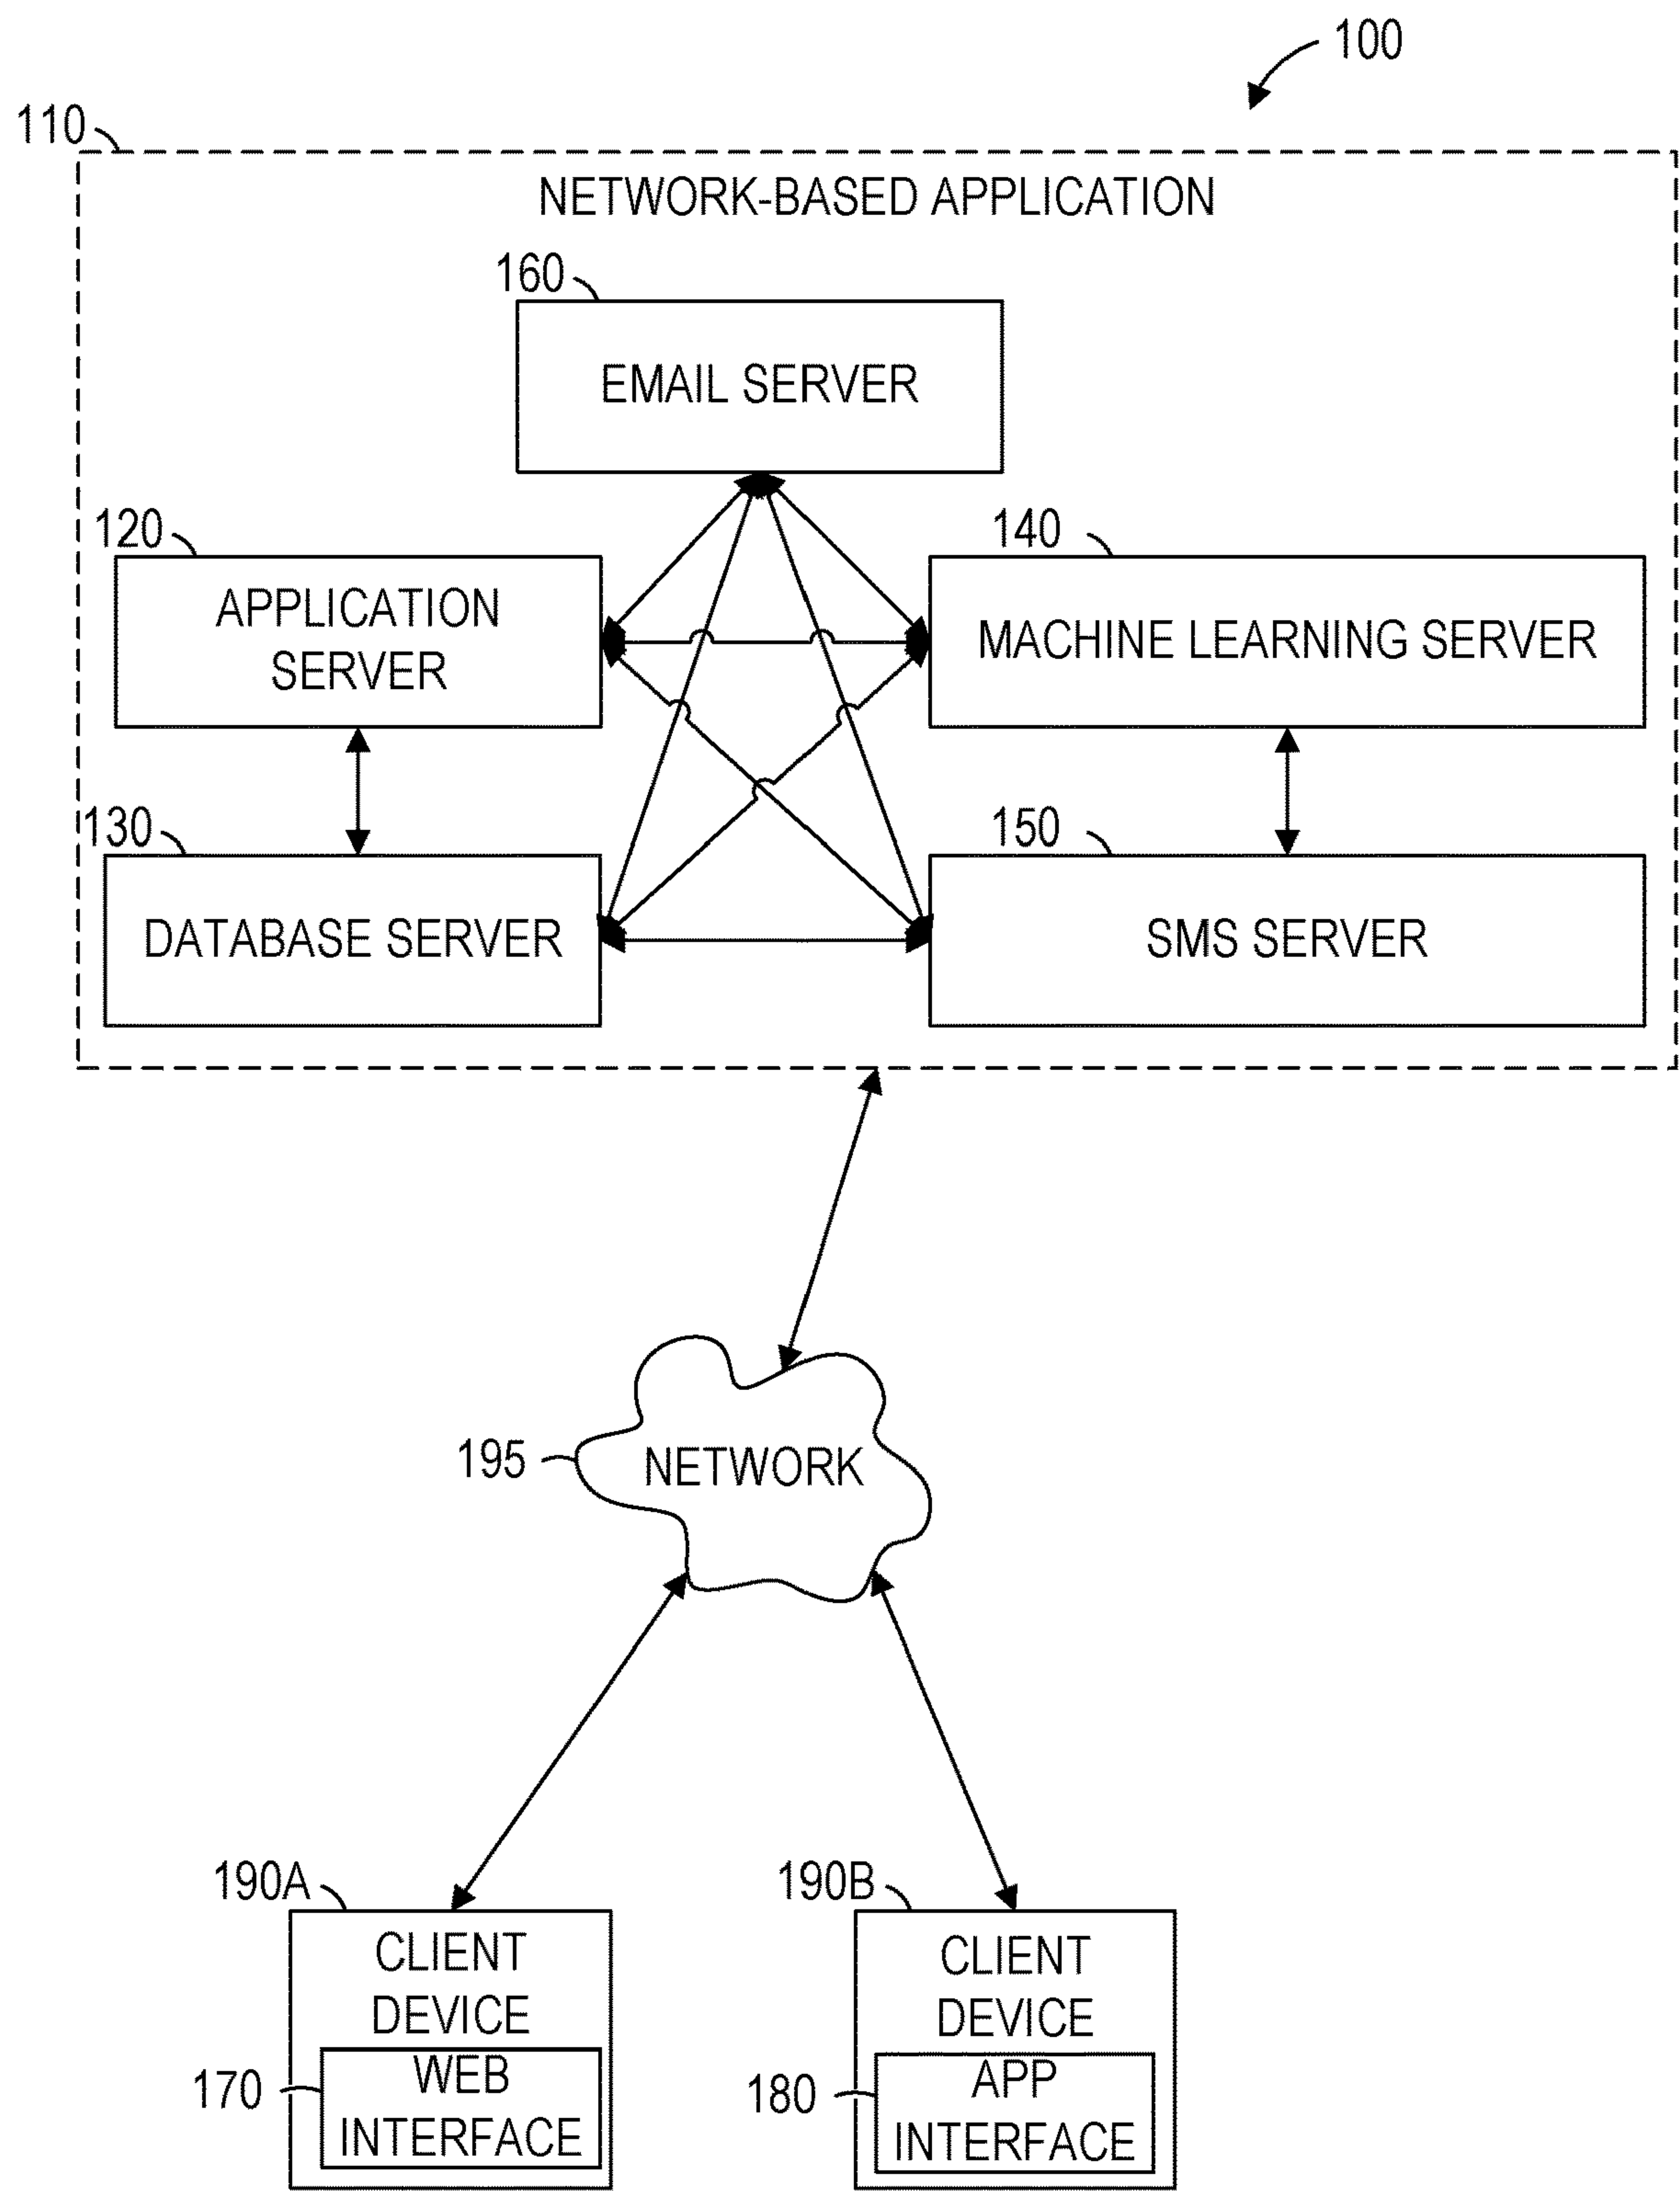 100
110
NETWORK-BASED APPLICATION
160
EMAIL SERVER
120
APPLICATION
SERVER
140
MACHINE LEARNING SERVER
130
DATABASE SERVER
150
SMS SERVER
195
NETWORK
190A
CLIENT
DEVICE
170
WEB
INTERFACE
190B
CLIENT
DEVICE
180
APP
INTERFACE